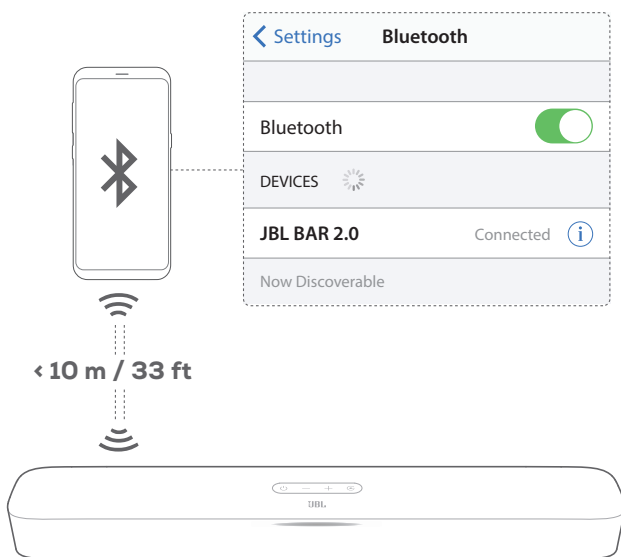 Settings Bluetooth
Bluetooth
DEVICES
JBL BAR 2.0 Connected i
Now Discoverable
< 10 m / 33 ft
JBL